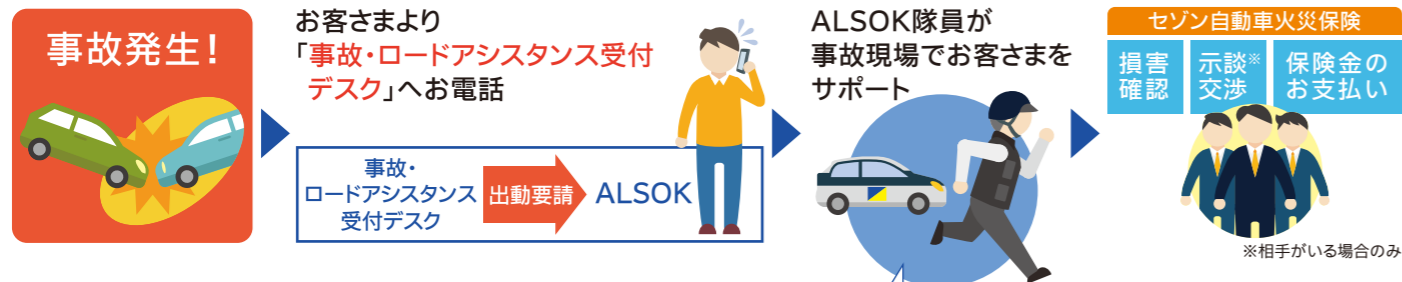 事故発生!
お客さまより
「事故・ロードアシスタンス受付
デスク」へお電話
事故・
ロードアシスタンス
受付デスク
出動要請
ALSOK
ALSOK隊員が
事故現場でお客さまを
サポート
セゾン自動車火災保険
損害
確認
示談※
交渉
保険金の
お支払い
※相手がいる場合のみ